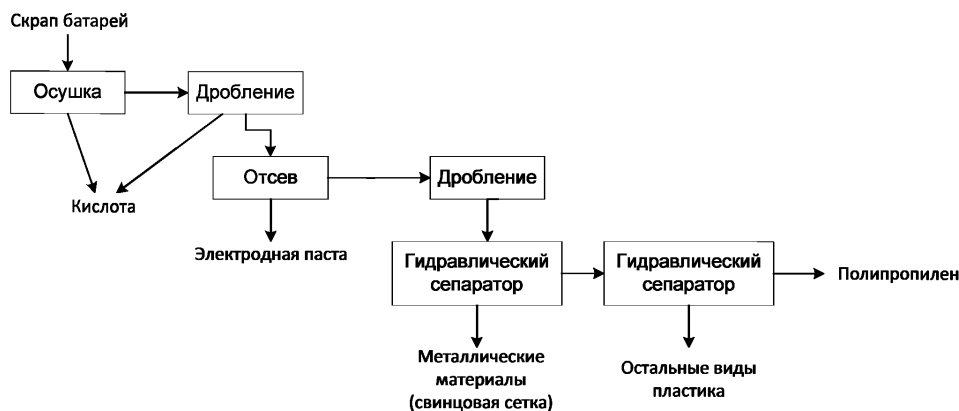 Скрап батарей
Осушка
Дробление
Кислота
Отсев
Дробление
Электродная паста
Гидравлический
сепаратор
Гидравлический
сепаратор
Полипропилен
Металлические
материалы
(свинцовая сетка)
Остальные виды
пластика